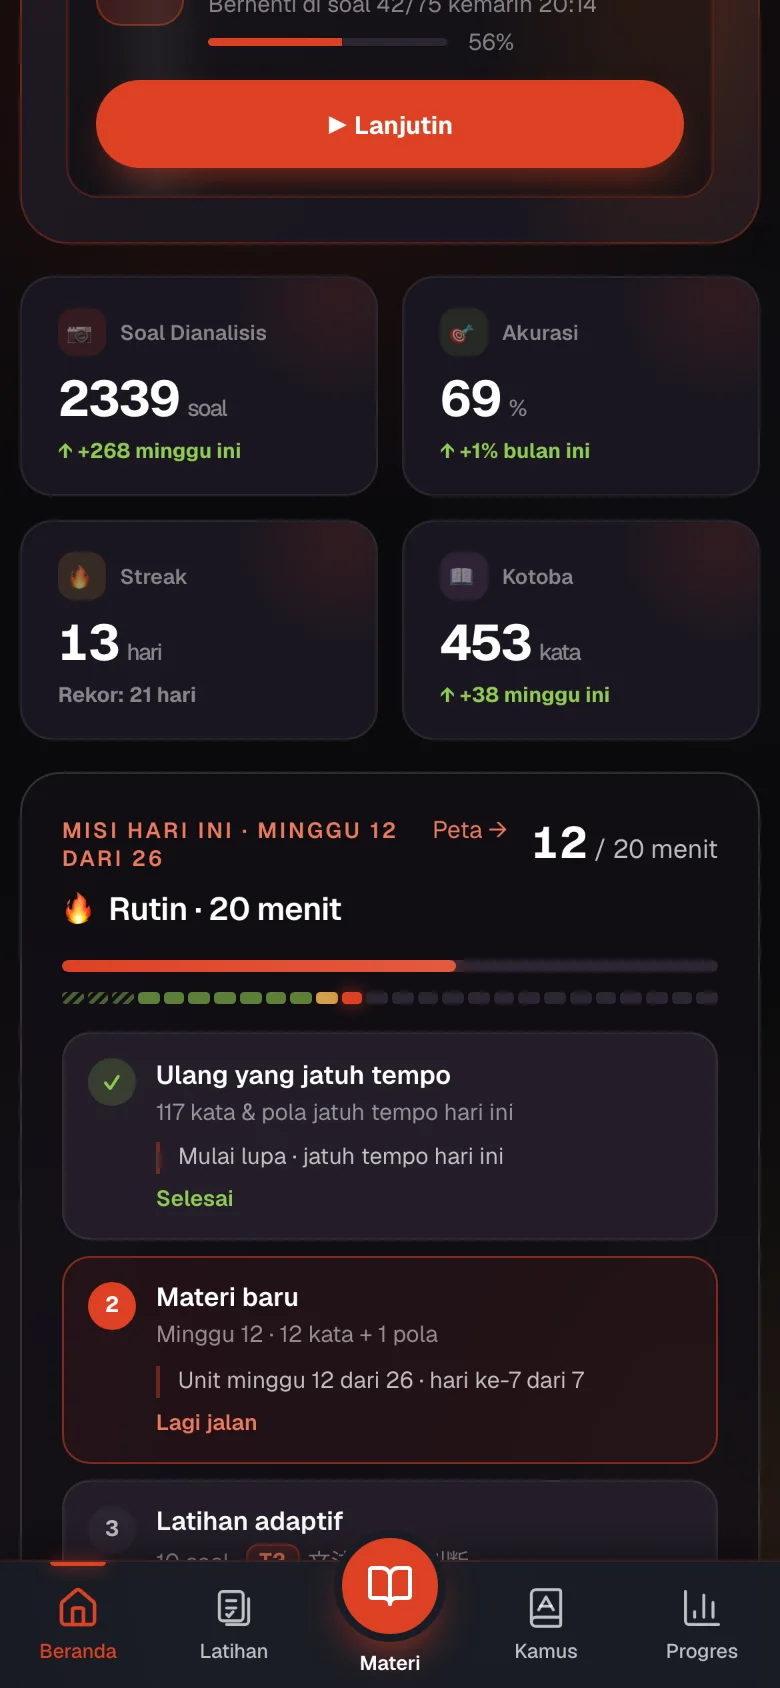 Berhenti di soal 42/75 kemarin 20:14
56%
▶ Lanjutin
Soal Dianalisis
2339 soal
↑ +268 minggu ini
Akurasi
69 %
↑ +1% bulan ini
Streak
13 hari
Rekor: 21 hari
Kotoba
453 kata
↑ +38 minggu ini
MISI HARI INI · MINGGU 12
DARI 26
Peta →
12 / 20 menit
Rutin · 20 menit
Ulang yang jatuh tempo
117 kata & pola jatuh tempo hari ini
Mulai lupa · jatuh tempo hari ini
Selesai
2
Materi baru
Minggu 12 · 12 kata + 1 pola
Unit minggu 12 dari 26 · hari ke-7 dari 7
Lagi jalan
3
Latihan adaptif
Beranda
Latihan
Materi
Kamus
Progres